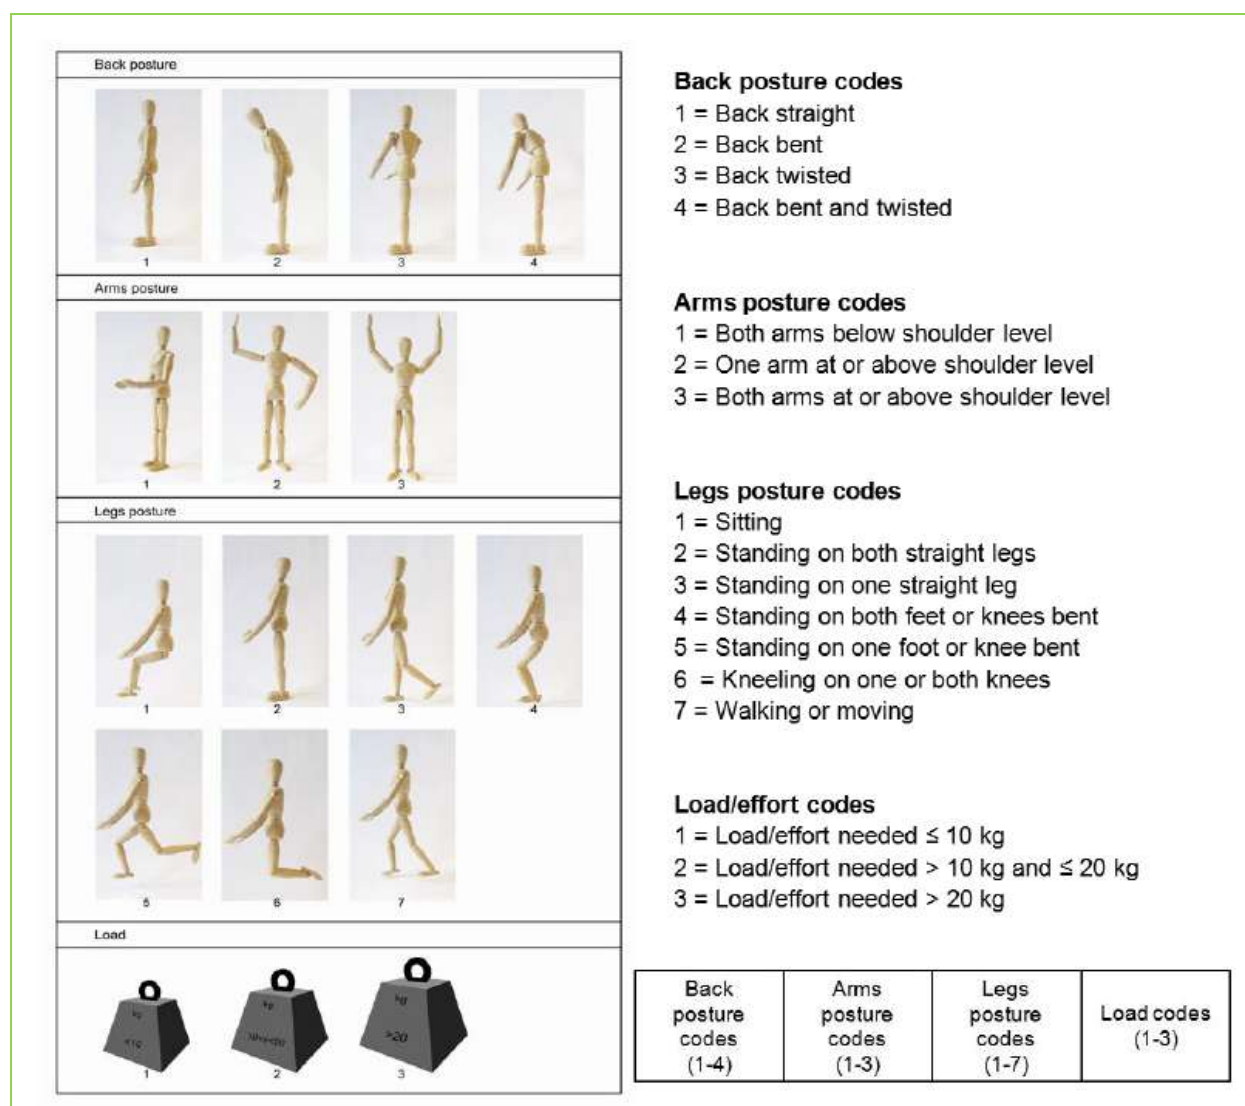 Back posture
1 2 3 4
Arms posture
1 2 3
Legs posture
1 2 3 4
5 6 7
Load
kg kg kg
>20
1 2 3
Back posture codes
1 = Back straight
2 = Back bent
3 = Back twisted
4 = Back bent and twisted
Arms posture codes
1 = Both arms below shoulder level
2 = One arm at or above shoulder level
3 = Both arms at or above shoulder level
Legs posture codes
1 = Sitting
2 = Standing on both straight legs
3 = Standing on one straight leg
4 = Standing on both feet or knees bent
5 = Standing on one foot or knee bent
6 = Kneeling on one or both knees
7 = Walking or moving
Load/effort codes
1 = Load/effort needed ≤ 10 kg
2 = Load/effort needed > 10 kg and ≤ 20 kg
3 = Load/effort needed > 20 kg
Back
posture
codes
(1-4)
Arms
posture
codes
(1-3)
Legs
posture
codes
(1-7)
Load codes
(1-3)